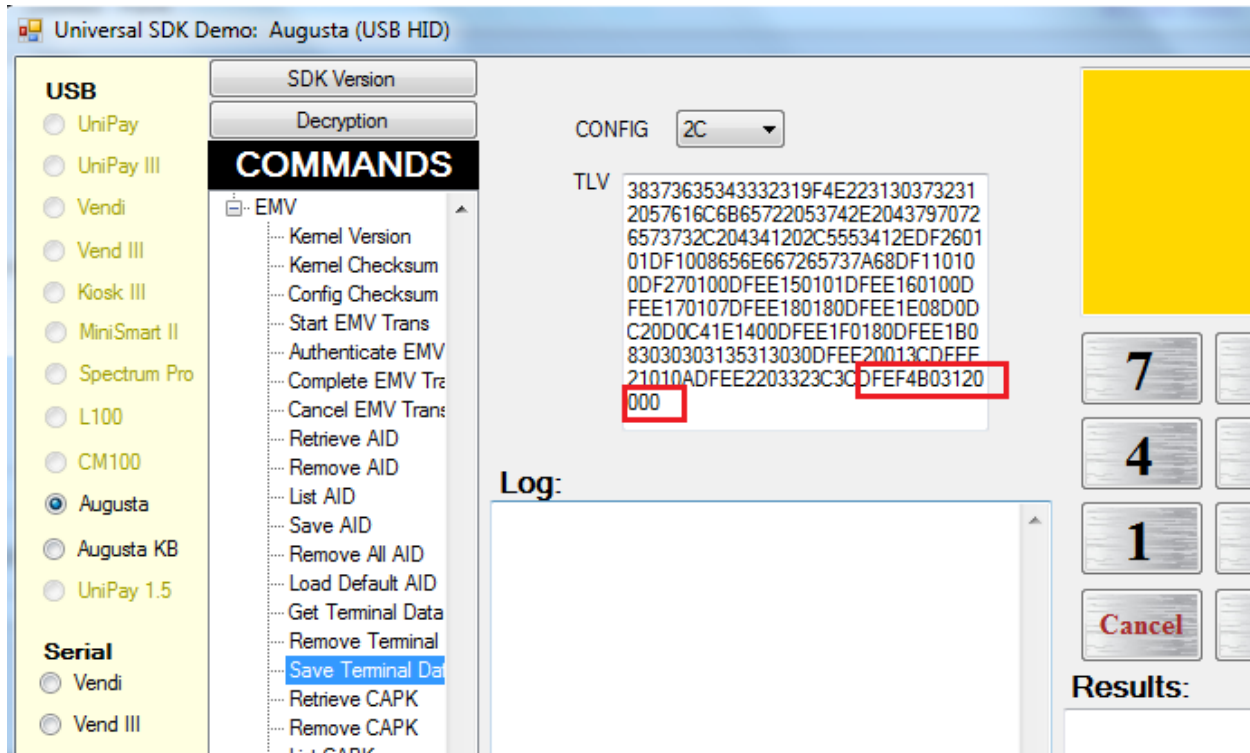 Universal SDK Demo: Augusta (USB HID)
USB
UniPay
UniPay III
Vendi
Vend III
Kiosk III
MiniSmart II
Spectrum Pro
L100
CM100
Augusta
Augusta KB
UniPay 1.5
Serial
Vendi
Vend III
SDK Version
Decryption
COMMANDS
EMV
Kernel Version
Kernel Checksum
Config Checksum
Start EMV Trans
Authenticate EMV
Complete EMV Tra
Cancel EMV Trans
Retrieve AID
Remove AID
List AID
Save AID
Remove All AID
Load Default AID
Get Terminal Data
Remove Terminal
Save Terminal Dat
Retrieve CAPK
Remove CAPK
List CAPK
CONFIG 2C
TLV
38373635343332319F4E223130373231
2057616C6B65722053742E2043797072
6573732C204341202C5553412EDF2601
01DF1008656E667265737A68DF11010
0DF270100DFEE150101DFEE160100D
FEE170107DFEE180180DFEE1E08D0D
C20D0C41E1400DFEE1F0180DFEE1B0
83030303135313030DFEE20013CDFEE
21010ADFEE2203323C3CDFEF4B03120
000
Log:
7
4
1
Cancel
Results: